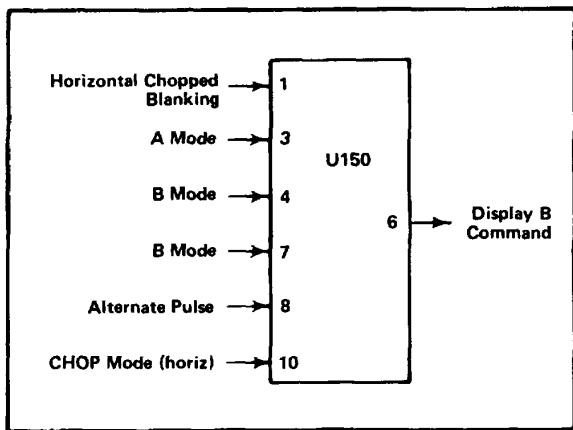 Horizontal Chopped
Blanking
1
A Mode
3
U150
B Mode
4
6
Display B
Command
B Mode
7
Alternate Pulse
8
CHOP Mode (horiz)
10